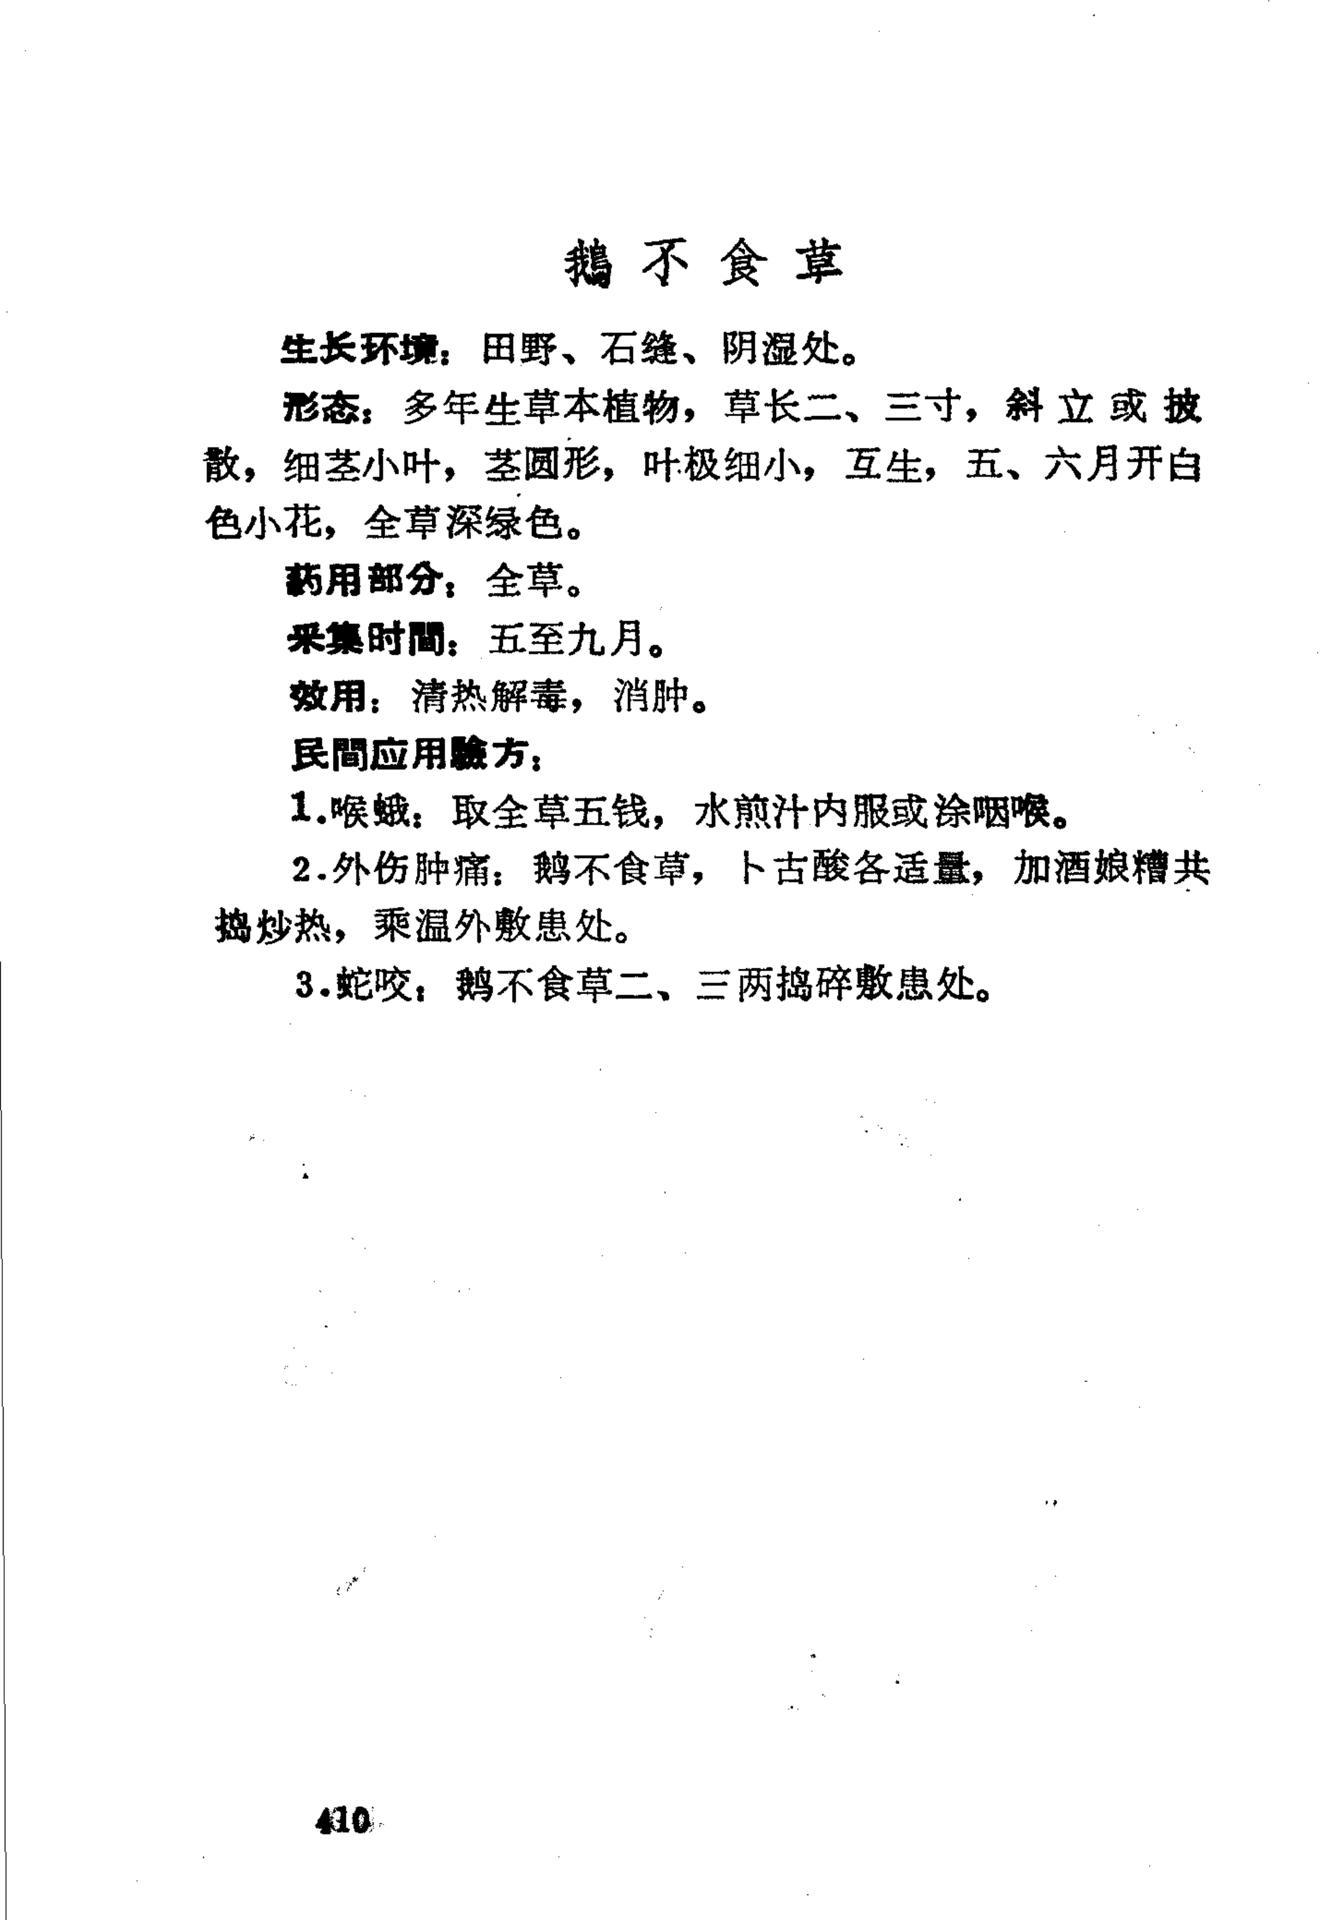 鵝不食草
生长环境：田野、石缝、阴湿处。
形态：多年生草本植物，草长二、三寸，斜立或披
散，细茎小叶，茎圆形，叶极细小，互生，五、六月开白
色小花，全草深绿色。
药用部分：全草。
采集时間：五至九月。
效用：清热解毒，消肿。
民間应用驗方：
1.喉蛾：取全草五钱，水煎汁内服或涂咽喉。
2.外伤肿痛：鹅不食草，卜古酸各适量，加酒娘糟共
捣炒热，乘温外敷患处。
3.蛇咬：鹅不食草二、三两捣碎敷患处。
410